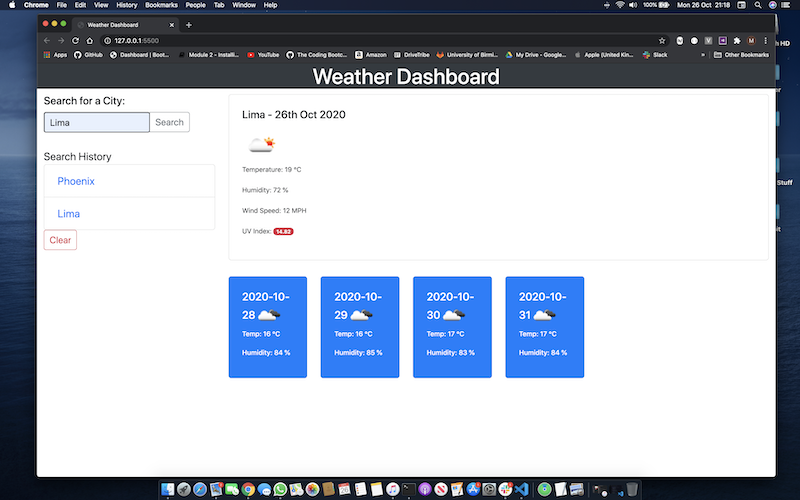 Chrome File Edit View History Bookmarks People Tab Window Help
100% Mon 26 Oct 21:18
Weather Dashboard
127.0.0.1:5500
Apps GitHub Dashboard | Boot... Module 2 - Installi... YouTube The Coding Bootc... Amazon DriveTribe University of Birmi... My Drive - Google... Apple (United Kin... Slack » Other Bookmarks
Weather Dashboard
Search for a City:
Lima
Search
Search History
Phoenix
Lima
Clear
Lima - 26th Oct 2020
Temperature: 19 °C
Humidity: 72 %
Wind Speed: 12 MPH
UV Index: 14.82
2020-10-28
Temp: 16 °C
Humidity: 84 %
2020-10-29
Temp: 16 °C
Humidity: 85 %
2020-10-30
Temp: 17 °C
Humidity: 83 %
2020-10-31
Temp: 17 °C
Humidity: 84 %
HD
Stuff